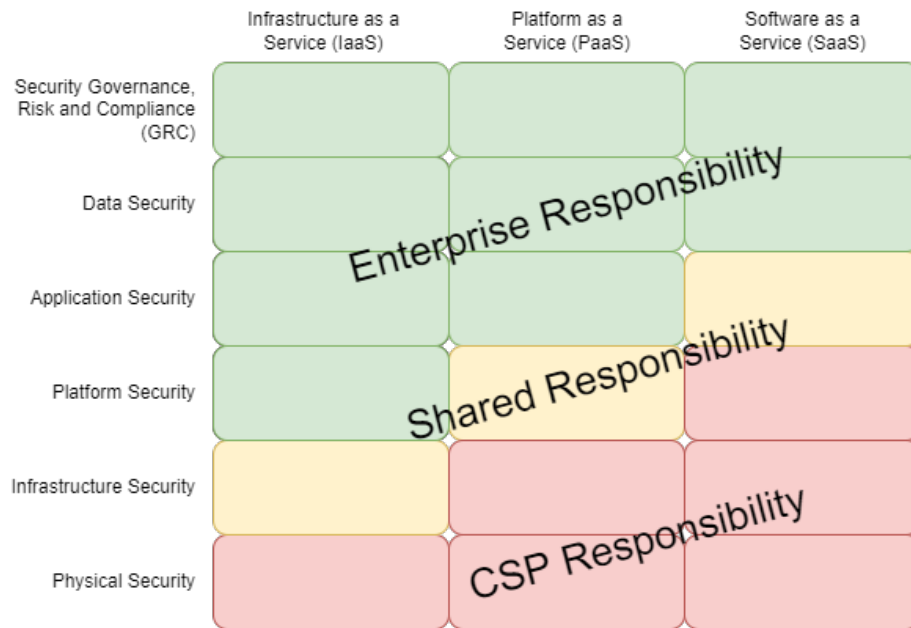 Infrastructure as a
Service (IaaS)
Platform as a
Service (PaaS)
Software as a
Service (SaaS)
Security Governance,
Risk and Compliance
(GRC)
Data Security
Enterprise Responsibility
Application Security
Shared Responsibility
Platform Security
Infrastructure Security
CSP Responsibility
Physical Security